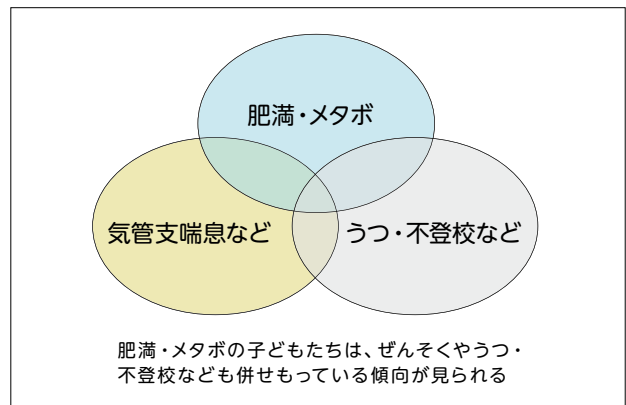 肥満・メタボ
気管支喘息など
うつ・不登校など
肥満・メタボの子どもたちは、ぜんそくやうつ・
不登校なども併せもっている傾向が見られる